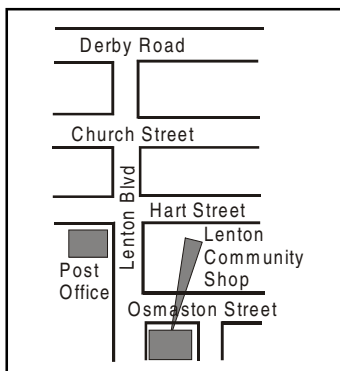 Derby Road
Church Street
Lenton Blvd
Hart Street
Lenton
Community
Shop
Post
Office
Osmaston Street